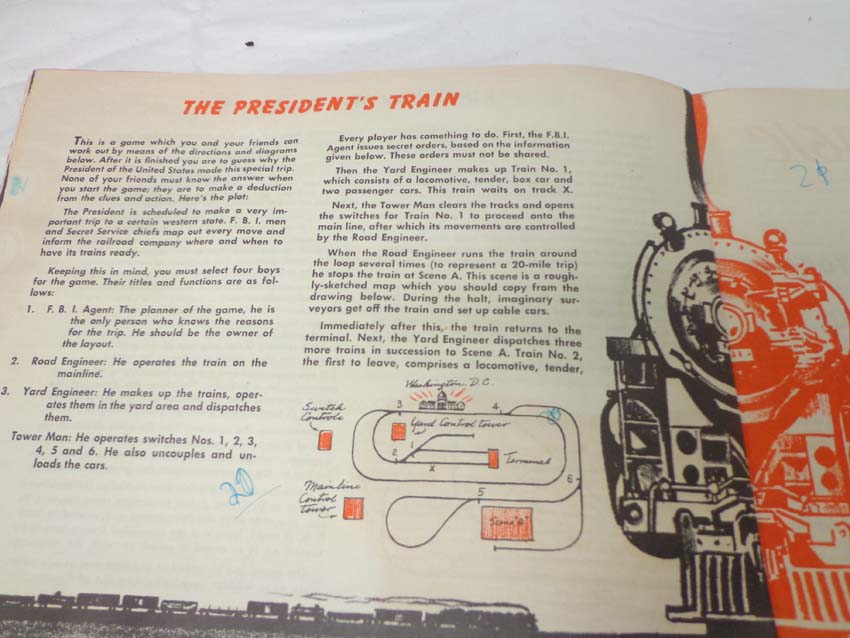 THE PRESIDENT'S TRAIN
This is a game which you and your friends can
work out by means of the directions and diagrams
below. After it is finished you are to guess why the
President of the United States made this special trip.
None of your friends must know the answer when
you start the game; they are to make a deduction
from the clues and action. Here's the plot:
The President is scheduled to make a very im-
portant trip to a certain western state. F. B. I. men
and Secret Service chiefs map out every move and
inform the railroad company where and when to
have its trains ready.
Keeping this in mind, you must select four boys
for the game. Their titles and functions are as fol-
lows:
1. F. B. I. Agent: The planner of the game, he is
the only person who knows the reasons
for the trip. He should be the owner of
the layout.
2. Road Engineer: He operates the train on the
mainline.
3. Yard Engineer: He makes up the trains, oper-
ates them in the yard area and dispatches
them.
Tower Man: He operates switches Nos. 1, 2, 3,
4, 5 and 6. He also uncouples and un-
loads the cars.
20
Every player has something to do. First, the F.B.I.
Agent issues secret orders, based on the information
given below. These orders must not be shared.
Then the Yard Engineer makes up Train No. 1,
which consists of a locomotive, tender, box car and
two passenger cars. This train waits on track X.
Next, the Tower Man clears the tracks and opens
the switches for Train No. 1 to proceed onto the
main line, after which its movements are controlled
by the Road Engineer.
When the Road Engineer runs the train around
the loop several times (to represent a 20-mile trip)
he stops the train at Scene A. This scene is a rough-
ly-sketched map which you should copy from the
drawing below. During the halt, imaginary sur-
veyors get off the train and set up cable cars.
Immediately after this, the train returns to the
terminal. Next, the Yard Engineer dispatches three
more trains in succession to Scene A. Train No. 2,
the first to leave, comprises a locomotive, tender,
Washington, D.C.
Switch
Controls
3
4
Yard Control tower
1
2
X
Terminal
Mainline
Control
tower
5
6
Scene "A"
21